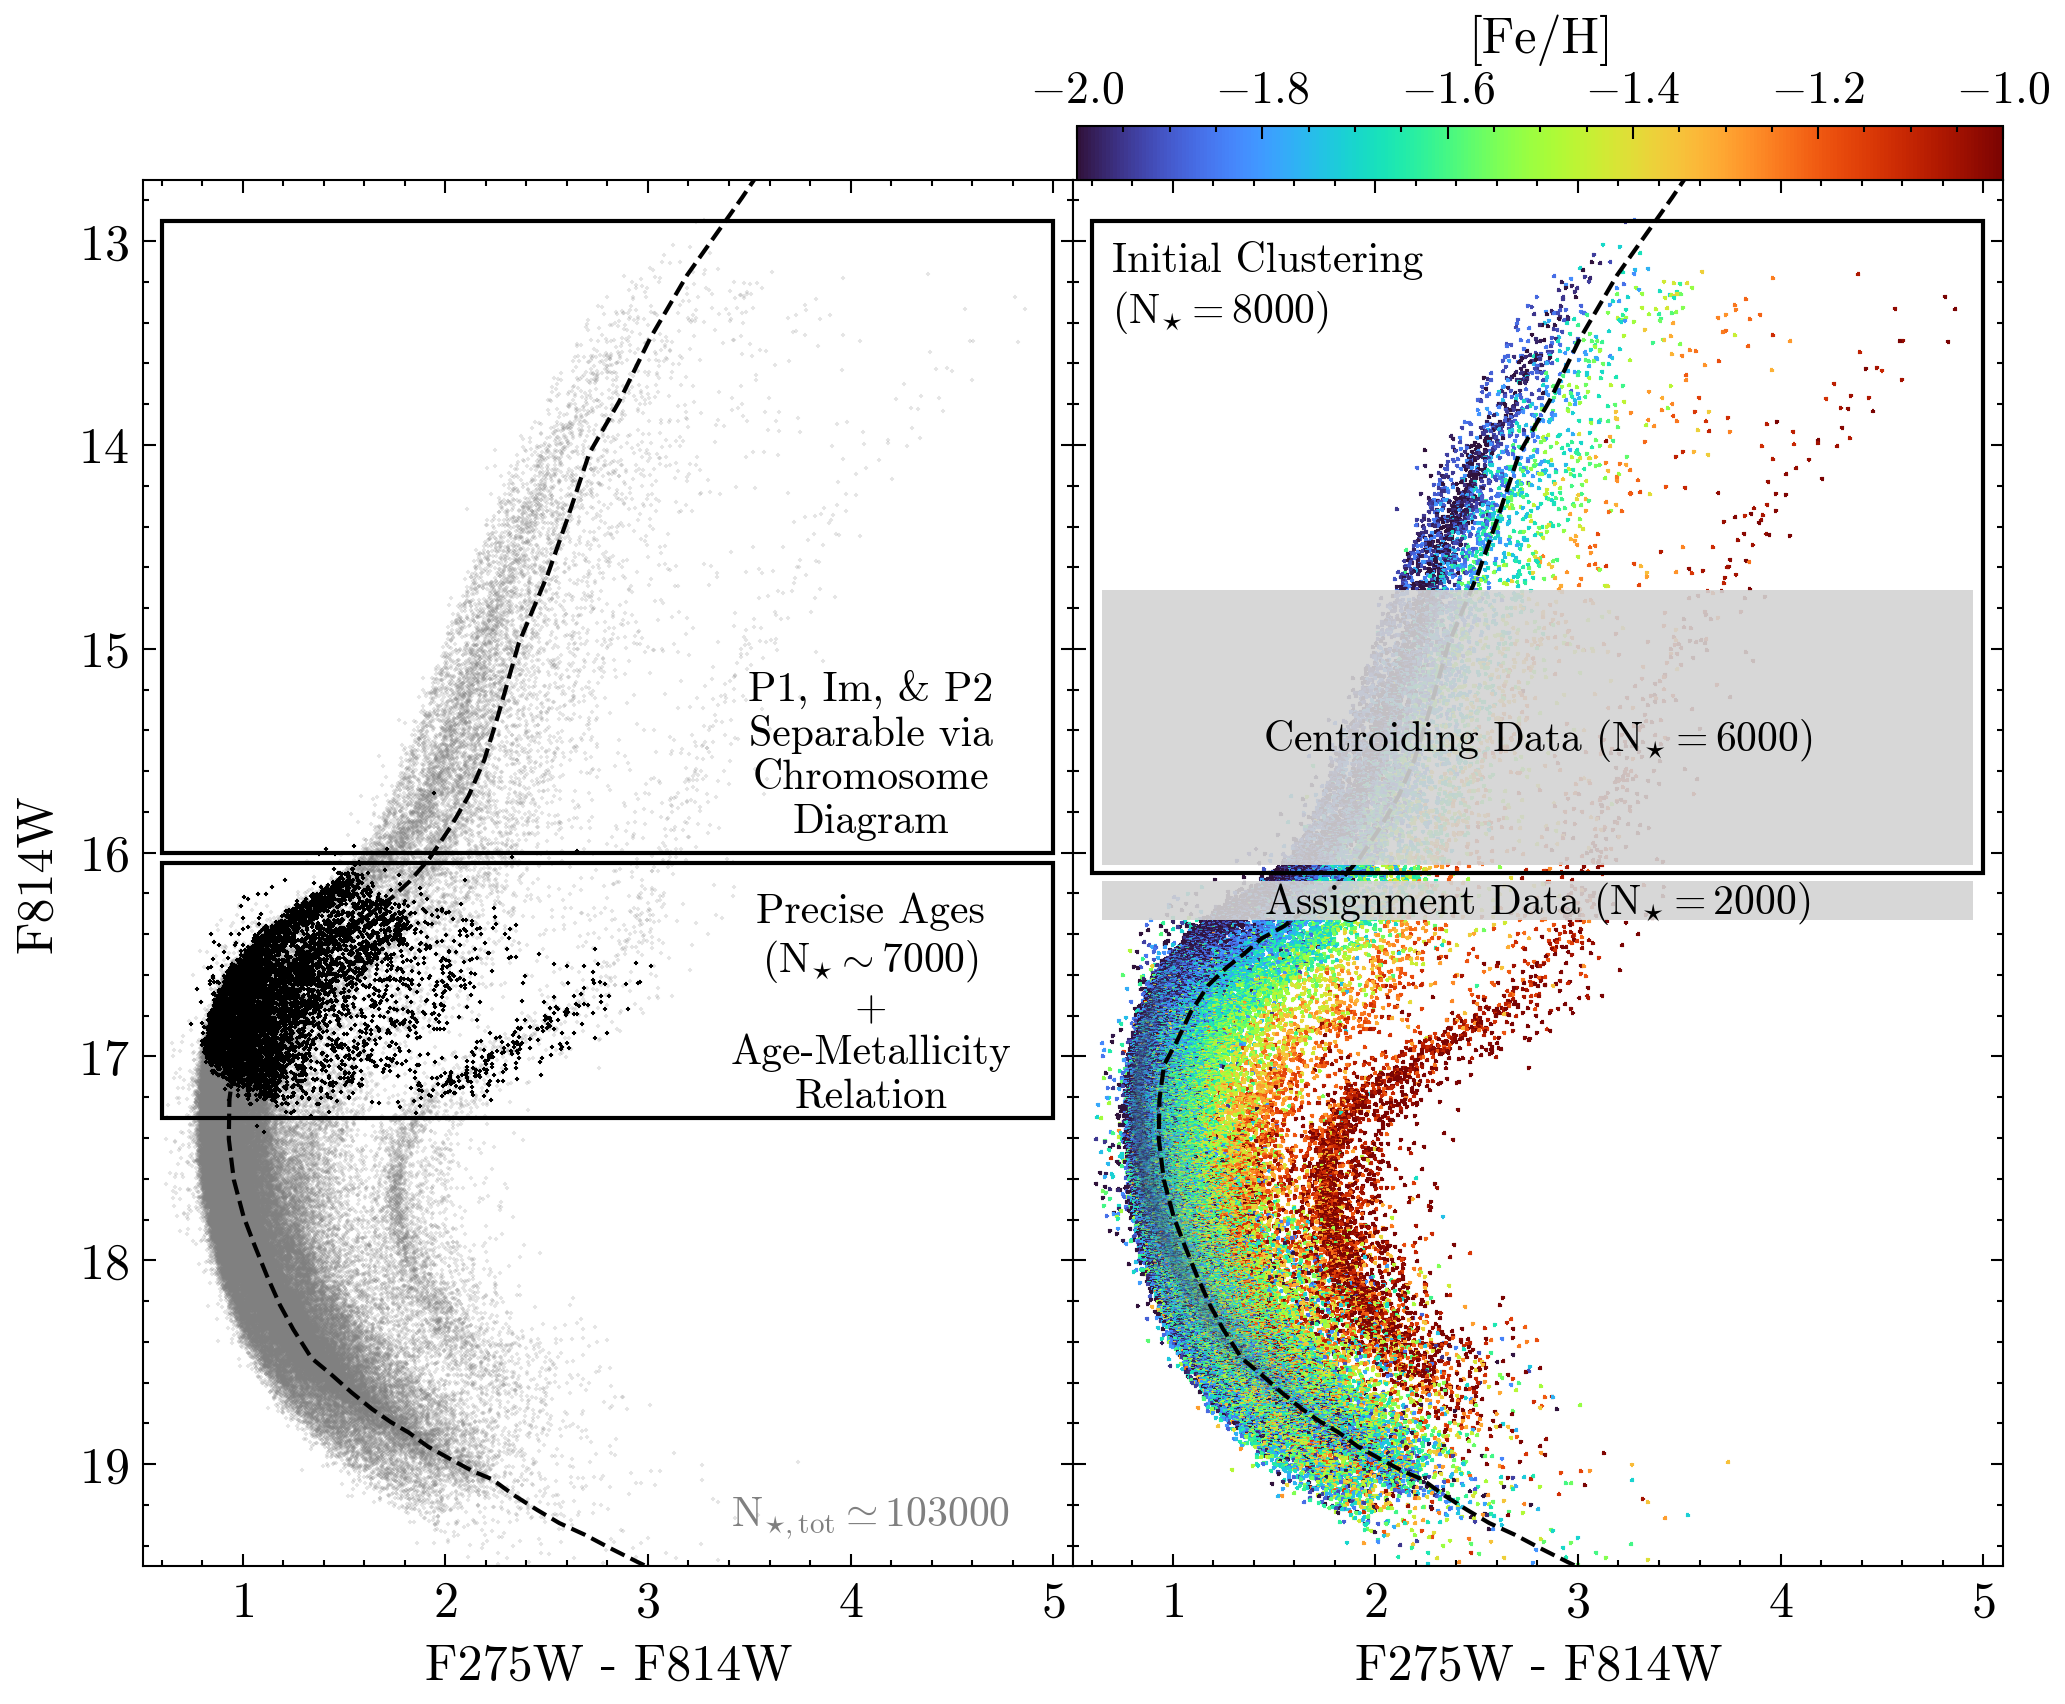 [Fe/H]
−2.0 −1.8 −1.6 −1.4 −1.2 −1.0
13
14
15
16
17
18
19
F814W
P1, Im, & P2
Separable via
Chromosome
Diagram
Precise Ages
(N⋆ ∼ 7000)
+
Age-Metallicity
Relation
N⋆, tot ≃ 103000
1 2 3 4 5
F275W - F814W
Initial Clustering
(N⋆ = 8000)
Centroiding Data (N⋆ = 6000)
Assignment Data (N⋆ = 2000)
1 2 3 4 5
F275W - F814W